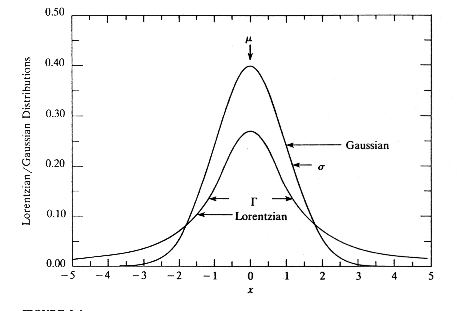 0.50
μ
0.40
Gaussian
0.30
σ
0.20
Γ
Lorentzian
0.10
0.00
Lorentzian/Gaussian Distributions
−5 −4 −3 −2 −1 0 1 2 3 4 5
x